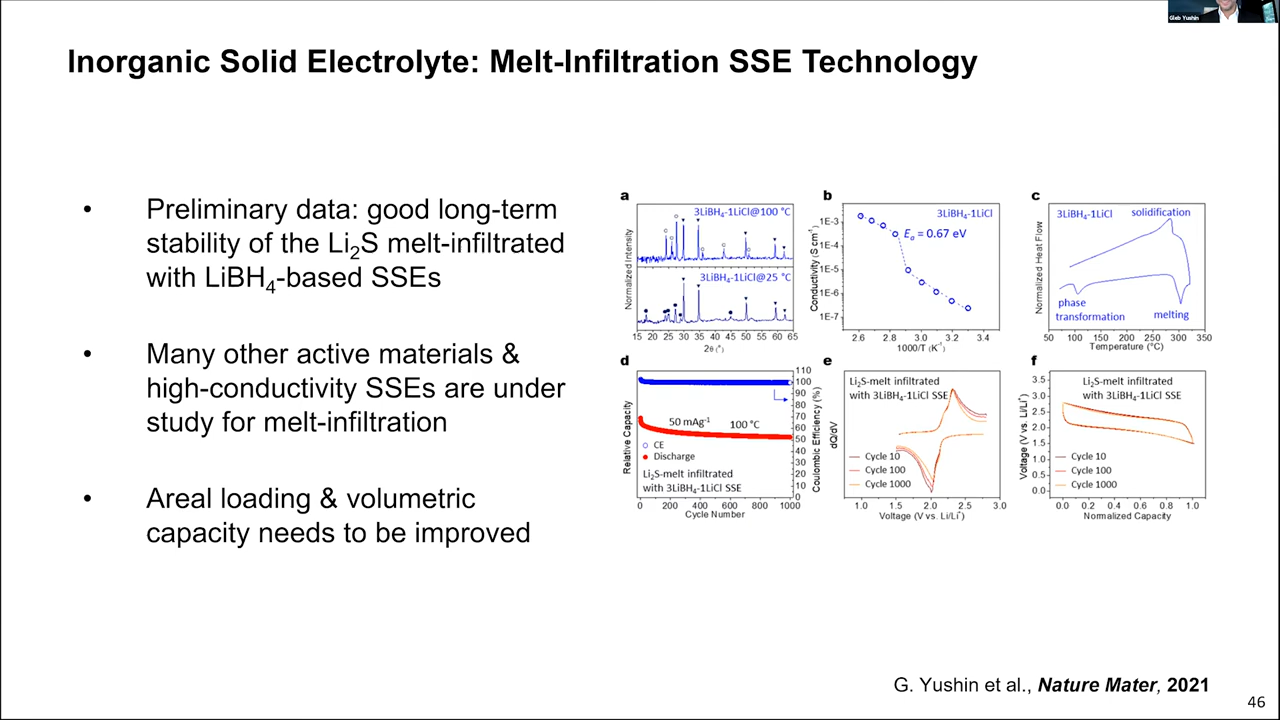 Gleb Yushin
Inorganic Solid Electrolyte: Melt-Infiltration SSE Technology
• Preliminary data: good long-term
stability of the Li2S melt-infiltrated
with LiBH4-based SSEs
• Many other active materials &
high-conductivity SSEs are under
study for melt-infiltration
• Areal loading & volumetric
capacity needs to be improved
a
3LiBH4-1LiCl@100 °C
3LiBH4-1LiCl@25 °C
Normalized Intensity
15 20 25 30 35 40 45 50 55 60 65
2θ (°)
b
3LiBH4-1LiCl
Ea = 0.67 eV
Conductivity (S cm-1)
1E-3
1E-4
1E-5
1E-6
1E-7
2.6 2.8 3.0 3.2 3.4
1000/T (K-1)
c
3LiBH4-1LiCl
solidification
Normalized Heat Flow
phase
transformation
melting
50 100 150 200 250 300 350
Temperature (°C)
d
Relative Capacity
50 mAg-1 100 °C
CE
Discharge
Li2S-melt infiltrated
with 3LiBH4-1LiCl SSE
110
100
90
80
70
60
50
40
30
20
10
0
Coulombic Efficiency (%)
0 200 400 600 800 1000
Cycle Number
e
Li2S-melt infiltrated
with 3LiBH4-1LiCl SSE
dQ/dV
Cycle 10
Cycle 100
Cycle 1000
1.0 1.5 2.0 2.5 3.0
Voltage (V vs. Li/Li+)
f
Li2S-melt infiltrated
with 3LiBH4-1LiCl SSE
Voltage (V vs. Li/Li+)
3.5
3.0
2.5
2.0
1.5
1.0
0.5
0.0
Cycle 10
Cycle 100
Cycle 1000
0.0 0.2 0.4 0.6 0.8 1.0
Normalized Capacity
G. Yushin et al., Nature Mater, 2021
46